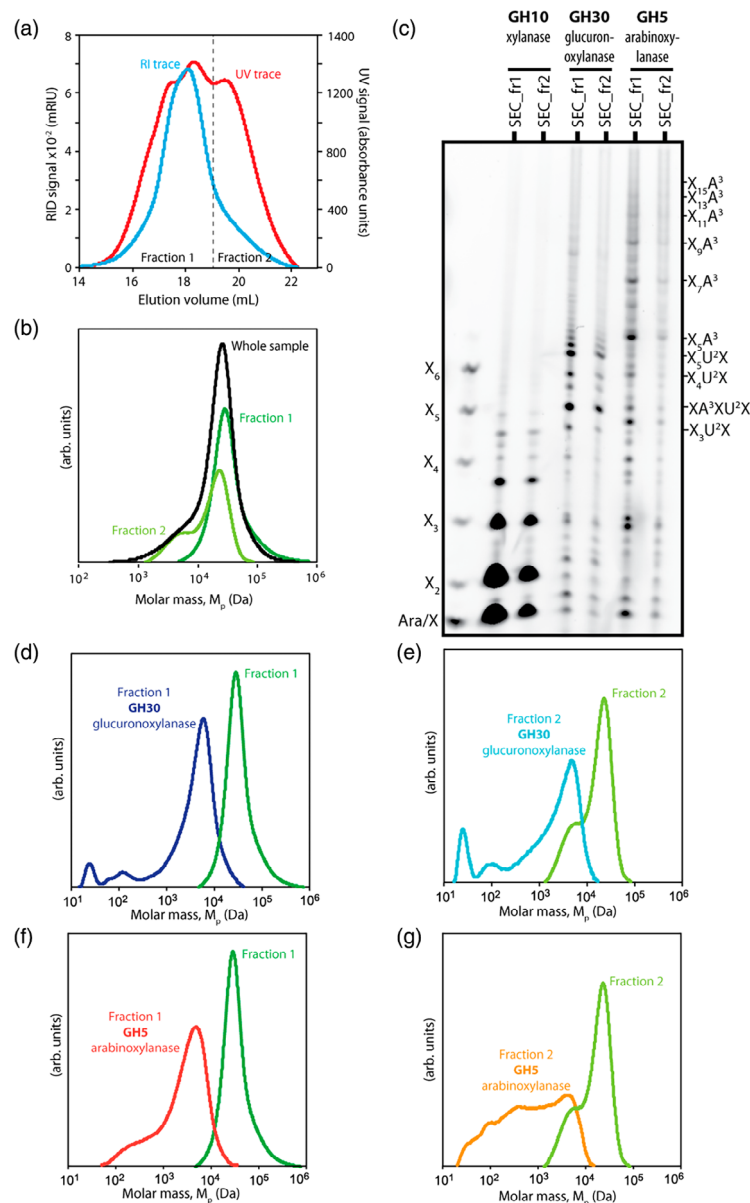 (a)
RID signal x10⁻² (mRIU)
8
6
4
2
0
RI trace
UV trace
1400
1200
800
400
0
UV signal (absorbance units)
Fraction 1
Fraction 2
14
16
18
20
22
Elution volume (mL)
(b)
(arb. units)
Whole sample
Fraction 1
Fraction 2
10²
10³
10⁴
10⁵
10⁶
Molar mass, Mₚ (Da)
(c)
GH10
xylanase
GH30
glucuron-
oxylanase
GH5
arabinoxy-
lanase
SEC_fr1
SEC_fr2
SEC_fr1
SEC_fr2
SEC_fr1
SEC_fr2
X₆
X₅
X₄
X₃
X₂
Ara/X
X₁₅A³
X₁₃A³
X₁₁A³
X₉A³
X₇A³
X₅A³
X₅U²X
X₄U²X
XA³XU²X
X₃U²X
(d)
(arb. units)
Fraction 1
GH30
glucuronoxylanase
Fraction 1
10¹
10²
10³
10⁴
10⁵
10⁶
Molar mass, Mₚ (Da)
(e)
(arb. units)
Fraction 2
GH30
glucuronoxylanase
Fraction 2
10¹
10²
10³
10⁴
10⁵
10⁶
Molar mass, Mₚ (Da)
(f)
(arb. units)
Fraction 1
GH5
arabinoxylanase
Fraction 1
10¹
10²
10³
10⁴
10⁵
10⁶
Molar mass, Mₚ (Da)
(g)
(arb. units)
Fraction 2
GH5
arabinoxylanase
Fraction 2
10¹
10²
10³
10⁴
10⁵
10⁶
Molar mass, Mₚ (Da)